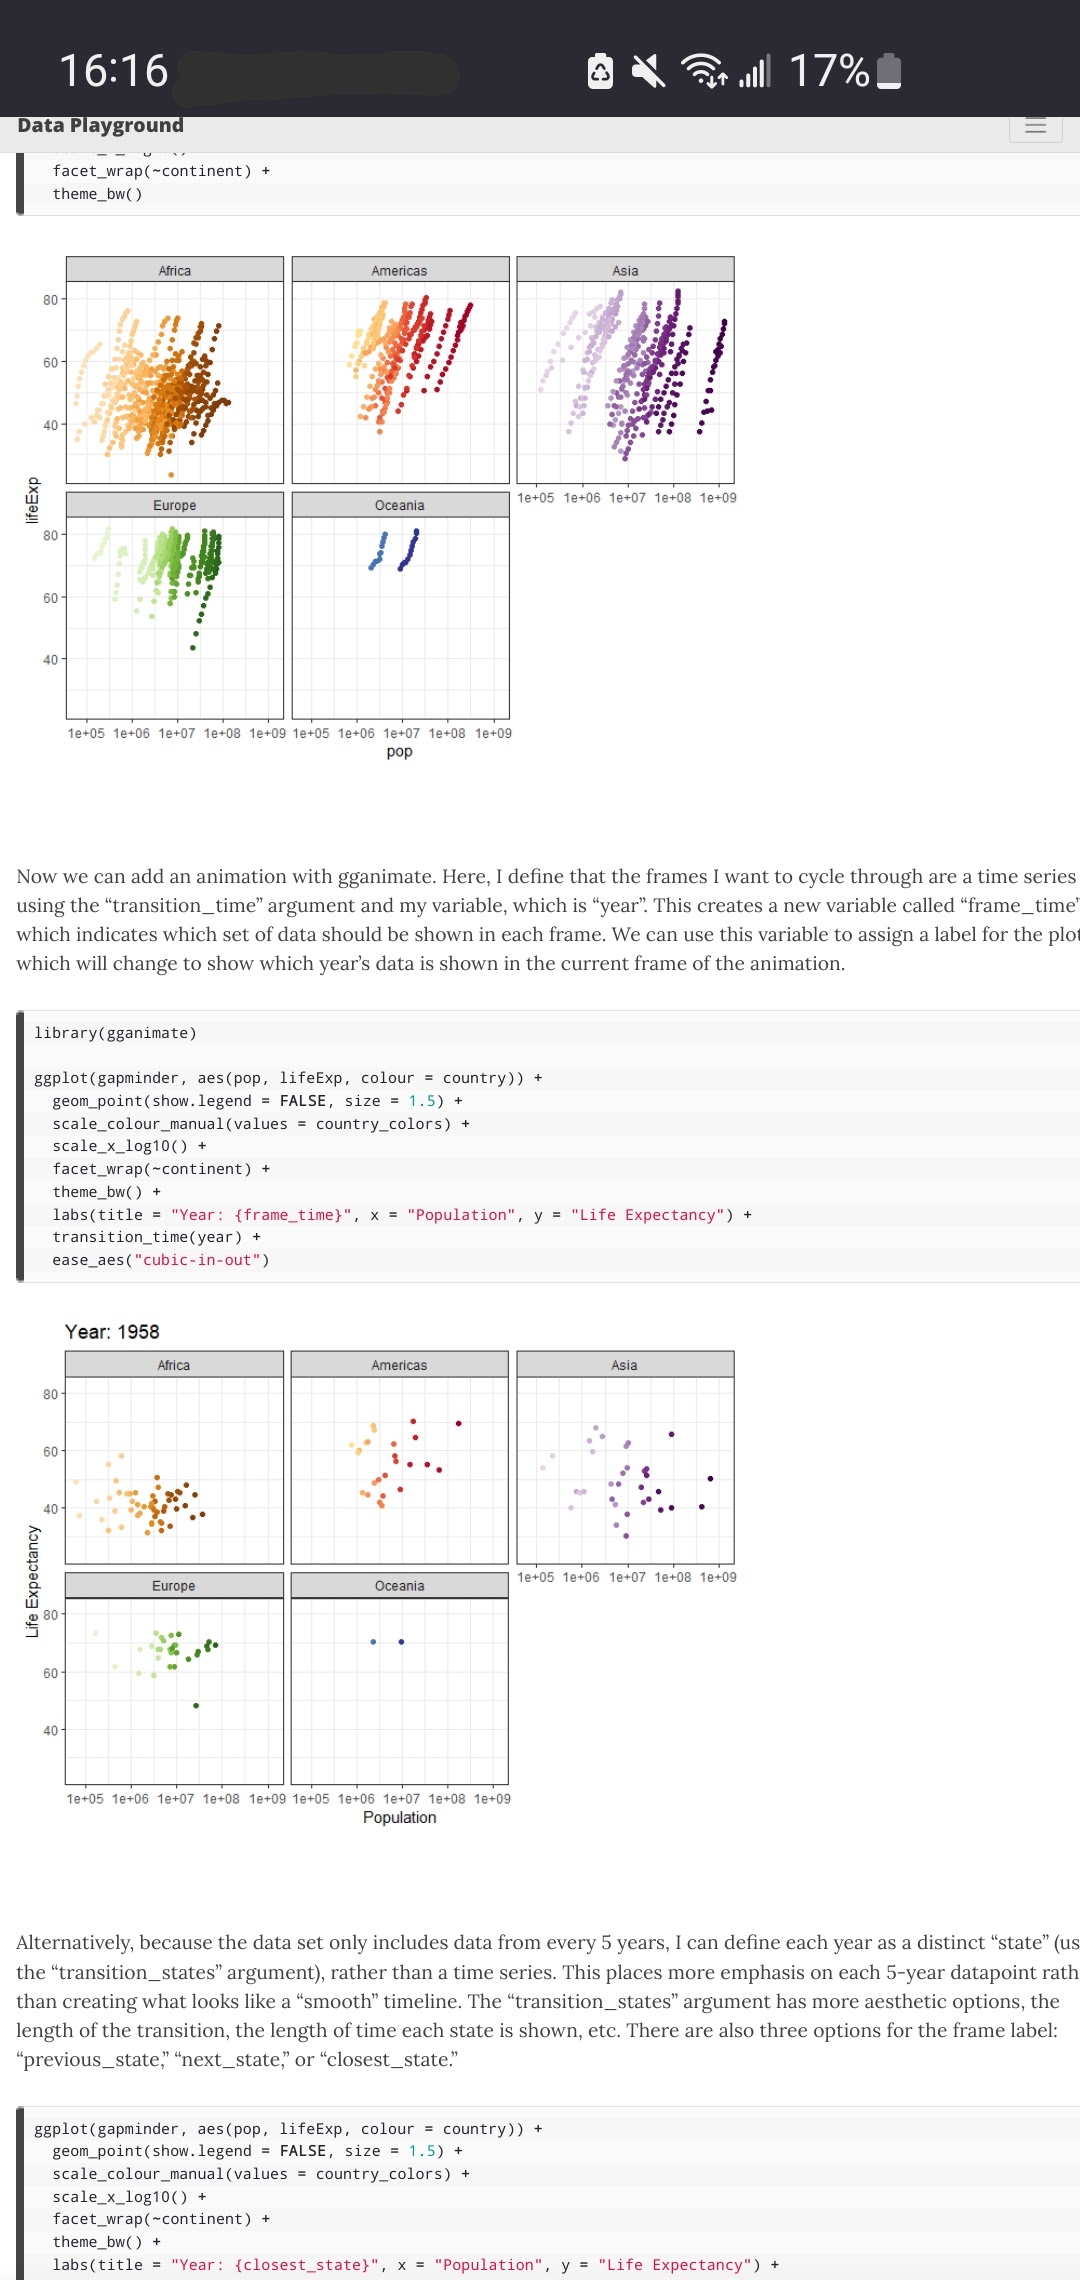 16:16
17%
Data Playground
facet_wrap(~continent) +
theme_bw()
Africa
Americas
Asia
80
60
40
lifeExp
1e+05 1e+06 1e+07 1e+08 1e+09
Europe
Oceania
80
60
40
1e+05 1e+06 1e+07 1e+08 1e+09 1e+05 1e+06 1e+07 1e+08 1e+09
pop
Now we can add an animation with gganimate. Here, I define that the frames I want to cycle through are a time series
using the “transition_time” argument and my variable, which is “year”. This creates a new variable called “frame_time”
which indicates which set of data should be shown in each frame. We can use this variable to assign a label for the plot
which will change to show which year’s data is shown in the current frame of the animation.
library(gganimate)
ggplot(gapminder, aes(pop, lifeExp, colour = country)) +
geom_point(show.legend = FALSE, size = 1.5) +
scale_colour_manual(values = country_colors) +
scale_x_log10() +
facet_wrap(~continent) +
theme_bw() +
labs(title = "Year: {frame_time}", x = "Population", y = "Life Expectancy") +
transition_time(year) +
ease_aes("cubic-in-out")
Year: 1958
Africa
Americas
Asia
80
60
40
Life Expectancy
1e+05 1e+06 1e+07 1e+08 1e+09
Europe
Oceania
80
60
40
1e+05 1e+06 1e+07 1e+08 1e+09 1e+05 1e+06 1e+07 1e+08 1e+09
Population
Alternatively, because the data set only includes data from every 5 years, I can define each year as a distinct “state” (us
the “transition_states” argument), rather than a time series. This places more emphasis on each 5-year datapoint rath
than creating what looks like a “smooth” timeline. The “transition_states” argument has more aesthetic options, the
length of the transition, the length of time each state is shown, etc. There are also three options for the frame label:
“previous_state,” “next_state,” or “closest_state.”
ggplot(gapminder, aes(pop, lifeExp, colour = country)) +
geom_point(show.legend = FALSE, size = 1.5) +
scale_colour_manual(values = country_colors) +
scale_x_log10() +
facet_wrap(~continent) +
theme_bw() +
labs(title = "Year: {closest_state}", x = "Population", y = "Life Expectancy") +